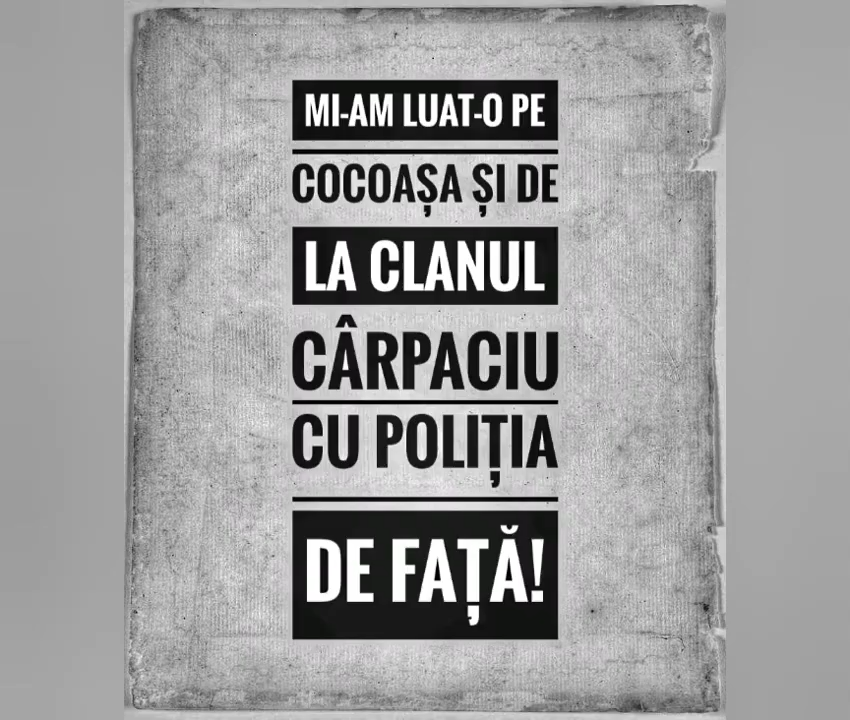 MI-AM LUAT-O PE
COCOAȘA ȘI DE
LA CLANUL
CÂRPACIU
CU POLIȚIA
DE FAȚĂ!